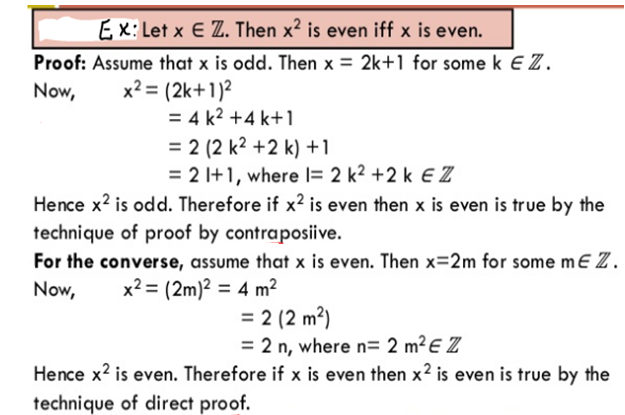 Ex: Let x ∈ ℤ. Then x² is even iff x is even.
Proof: Assume that x is odd. Then x = 2k+1 for some k ∈ ℤ.
Now, x² = (2k+1)²
= 4 k² +4 k+1
= 2 (2 k² +2 k) +1
= 2 l+1, where l= 2 k² +2 k ∈ ℤ
Hence x² is odd. Therefore if x² is even then x is even is true by the
technique of proof by contraposiive.
For the converse, assume that x is even. Then x=2m for some m∈ ℤ.
Now, x² = (2m)² = 4 m²
= 2 (2 m²)
= 2 n, where n= 2 m²∈ ℤ
Hence x² is even. Therefore if x is even then x² is even is true by the
technique of direct proof.